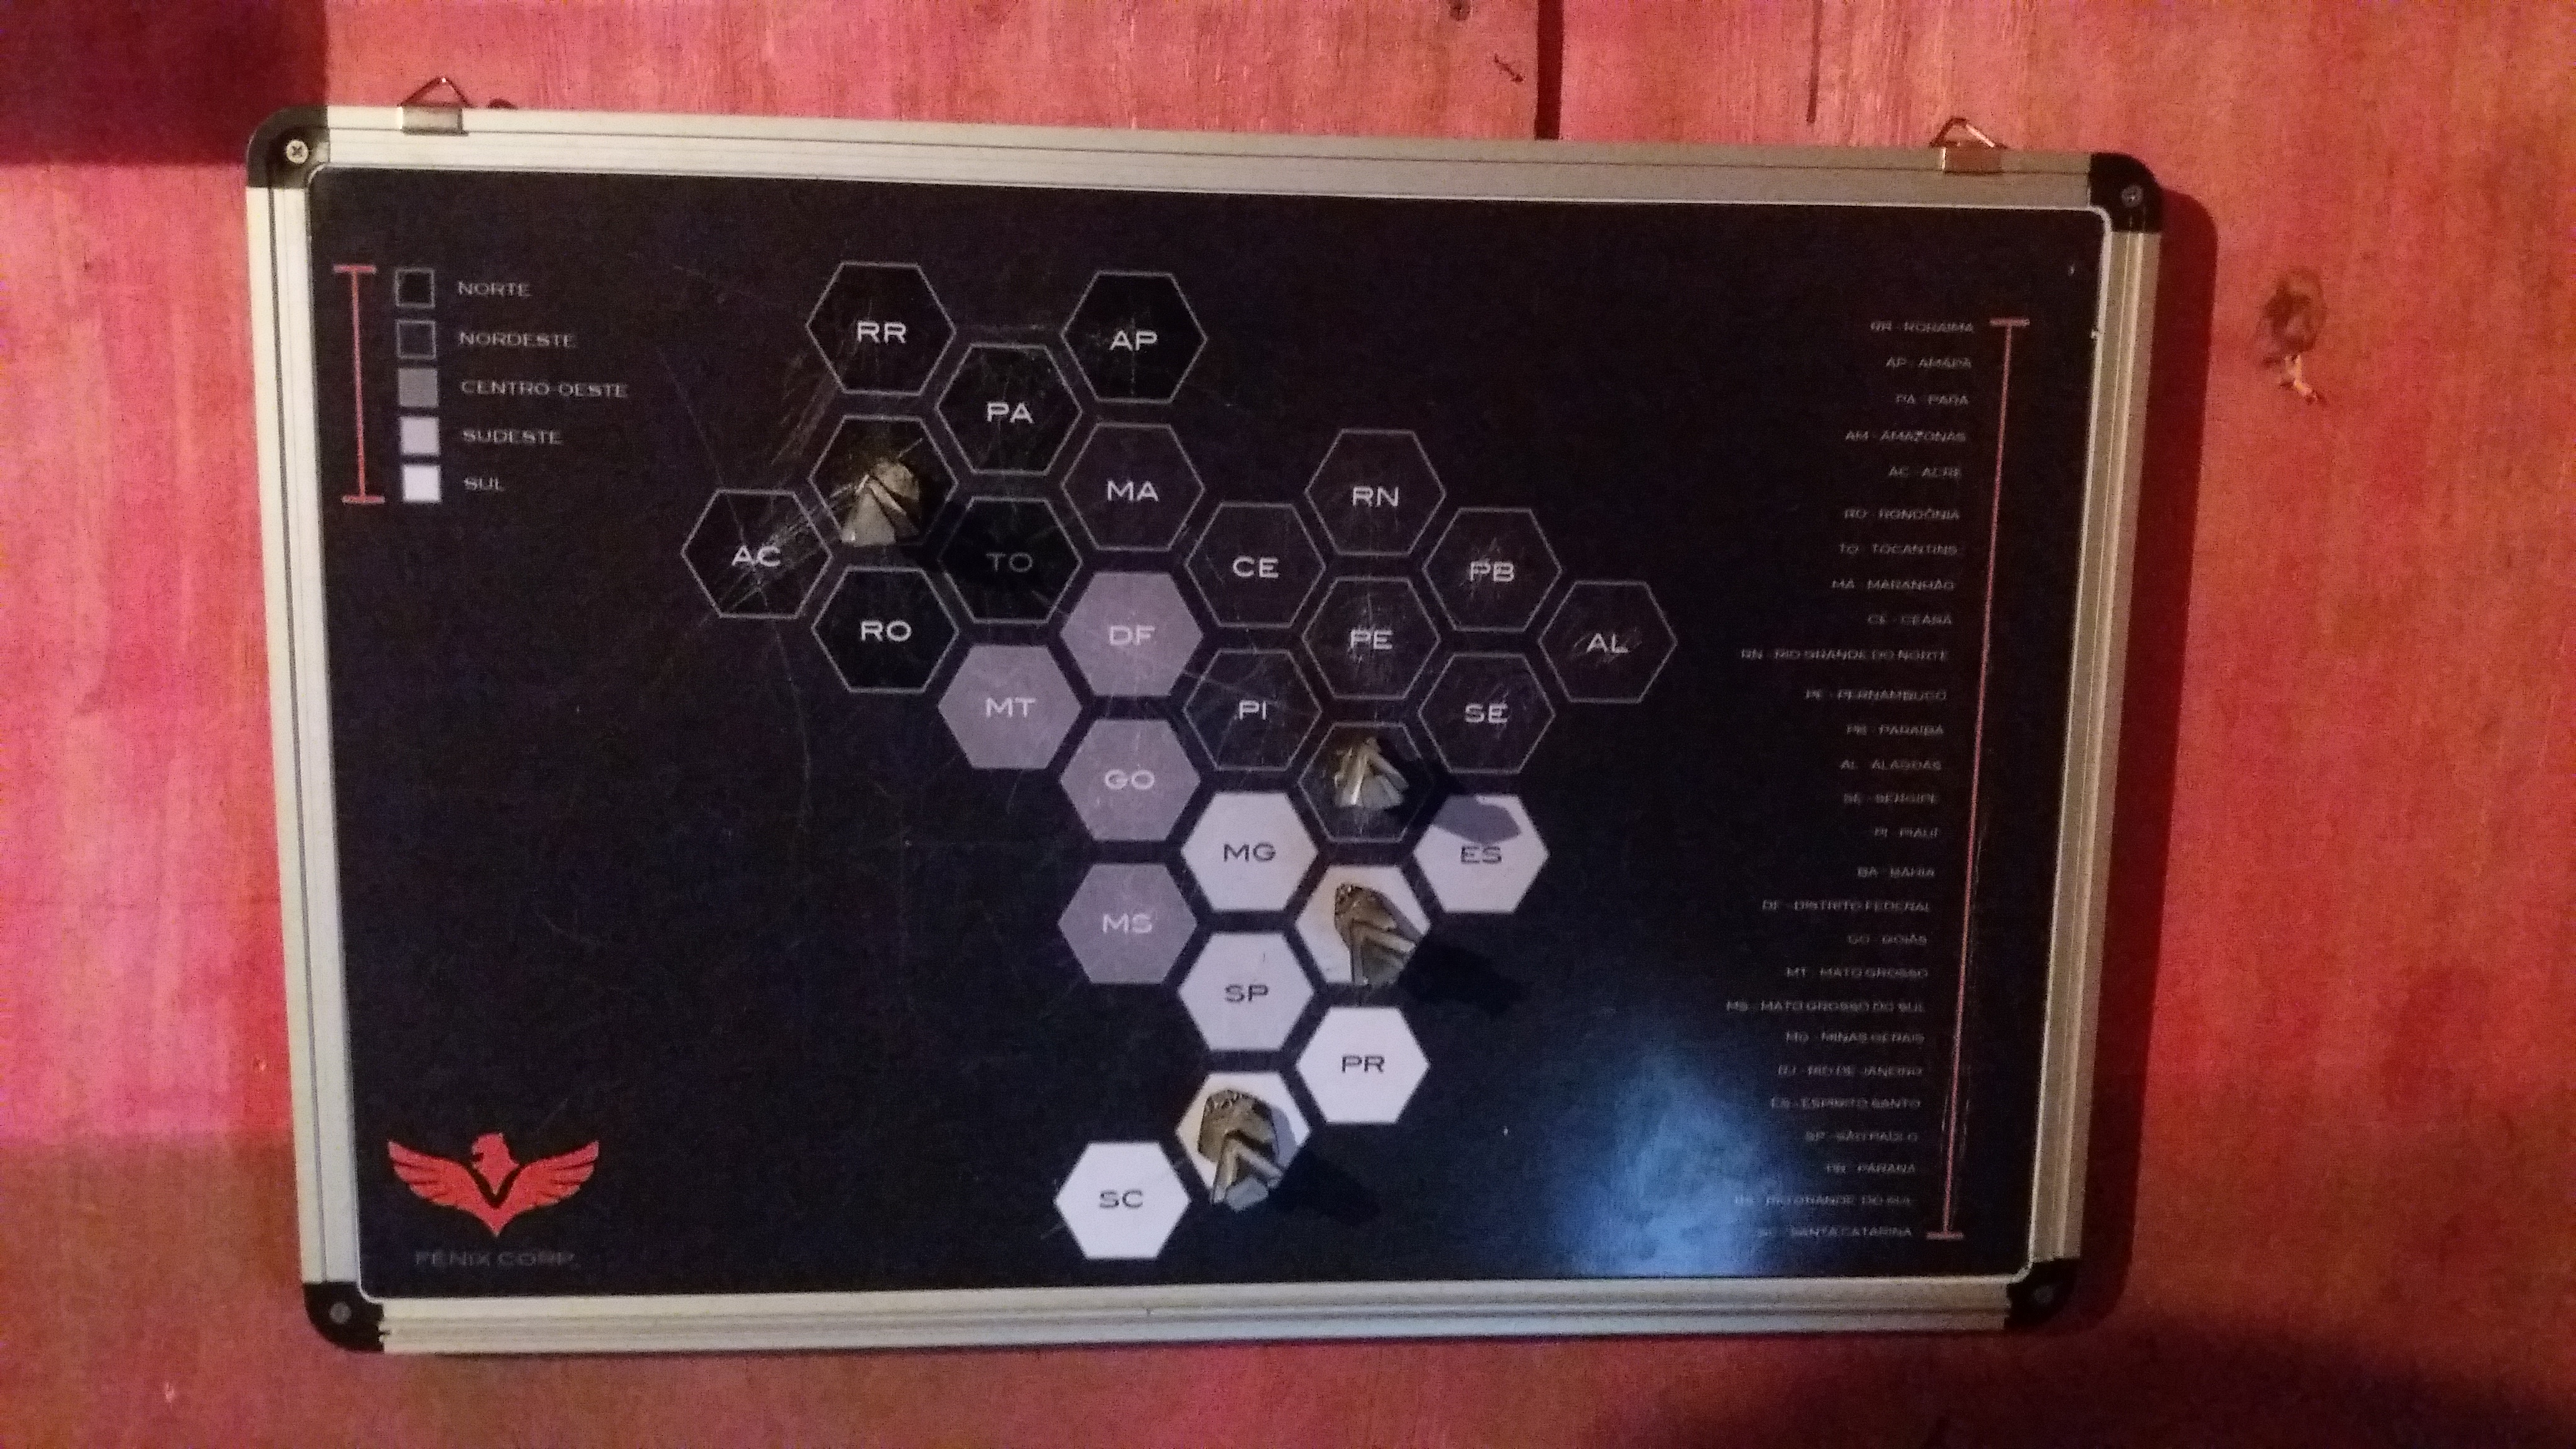 NORTE
NORDESTE
CENTRO-OESTE
SUDESTE
SUL
RR
AP
PA
MA
RN
AC
TO
CE
PB
RO
DF
PE
AL
MT
PI
SE
GO
MG
ES
MS
SP
PR
SC
RR - RORAIMA
AP - AMAPÁ
PA - PARÁ
AM - AMAZONAS
AC - ACRE
RO - RONDÔNIA
TO - TOCANTINS
MA - MARANHÃO
CE - CEARÁ
RN - RIO GRANDE DO NORTE
PE - PERNAMBUCO
PB - PARAÍBA
AL - ALAGOAS
SE - SERGIPE
PI - PIAUÍ
BA - BAHIA
DF - DISTRITO FEDERAL
GO - GOIÁS
MT - MATO GROSSO
MS - MATO GROSSO DO SUL
MG - MINAS GERAIS
RJ - RIO DE JANEIRO
ES - ESPÍRITO SANTO
SP - SÃO PAULO
PR - PARANÁ
RS - RIO GRANDE DO SUL
SC - SANTA CATARINA
FÊNIX CORP.